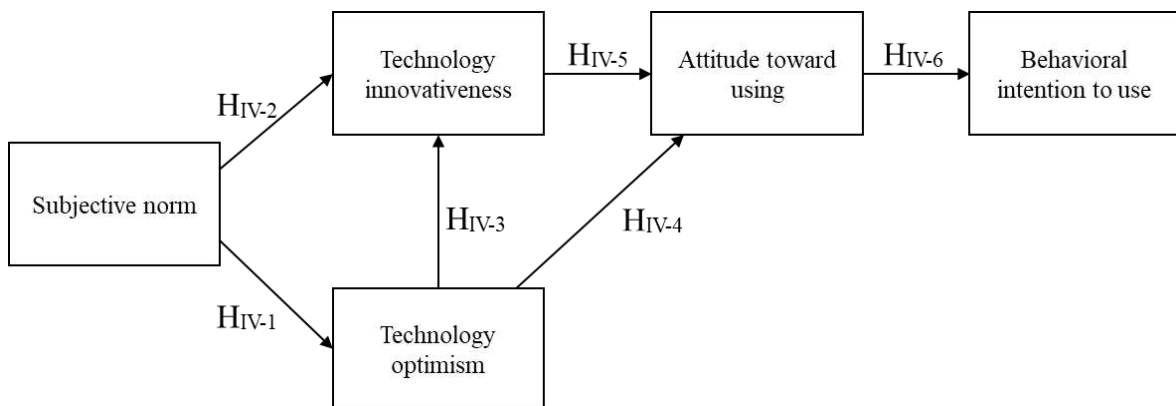 Technology
innovativeness
HIV-5
Attitude toward
using
HIV-6
Behavioral
intention to use
HIV-2
Subjective norm
HIV-3
HIV-4
HIV-1
Technology
optimism